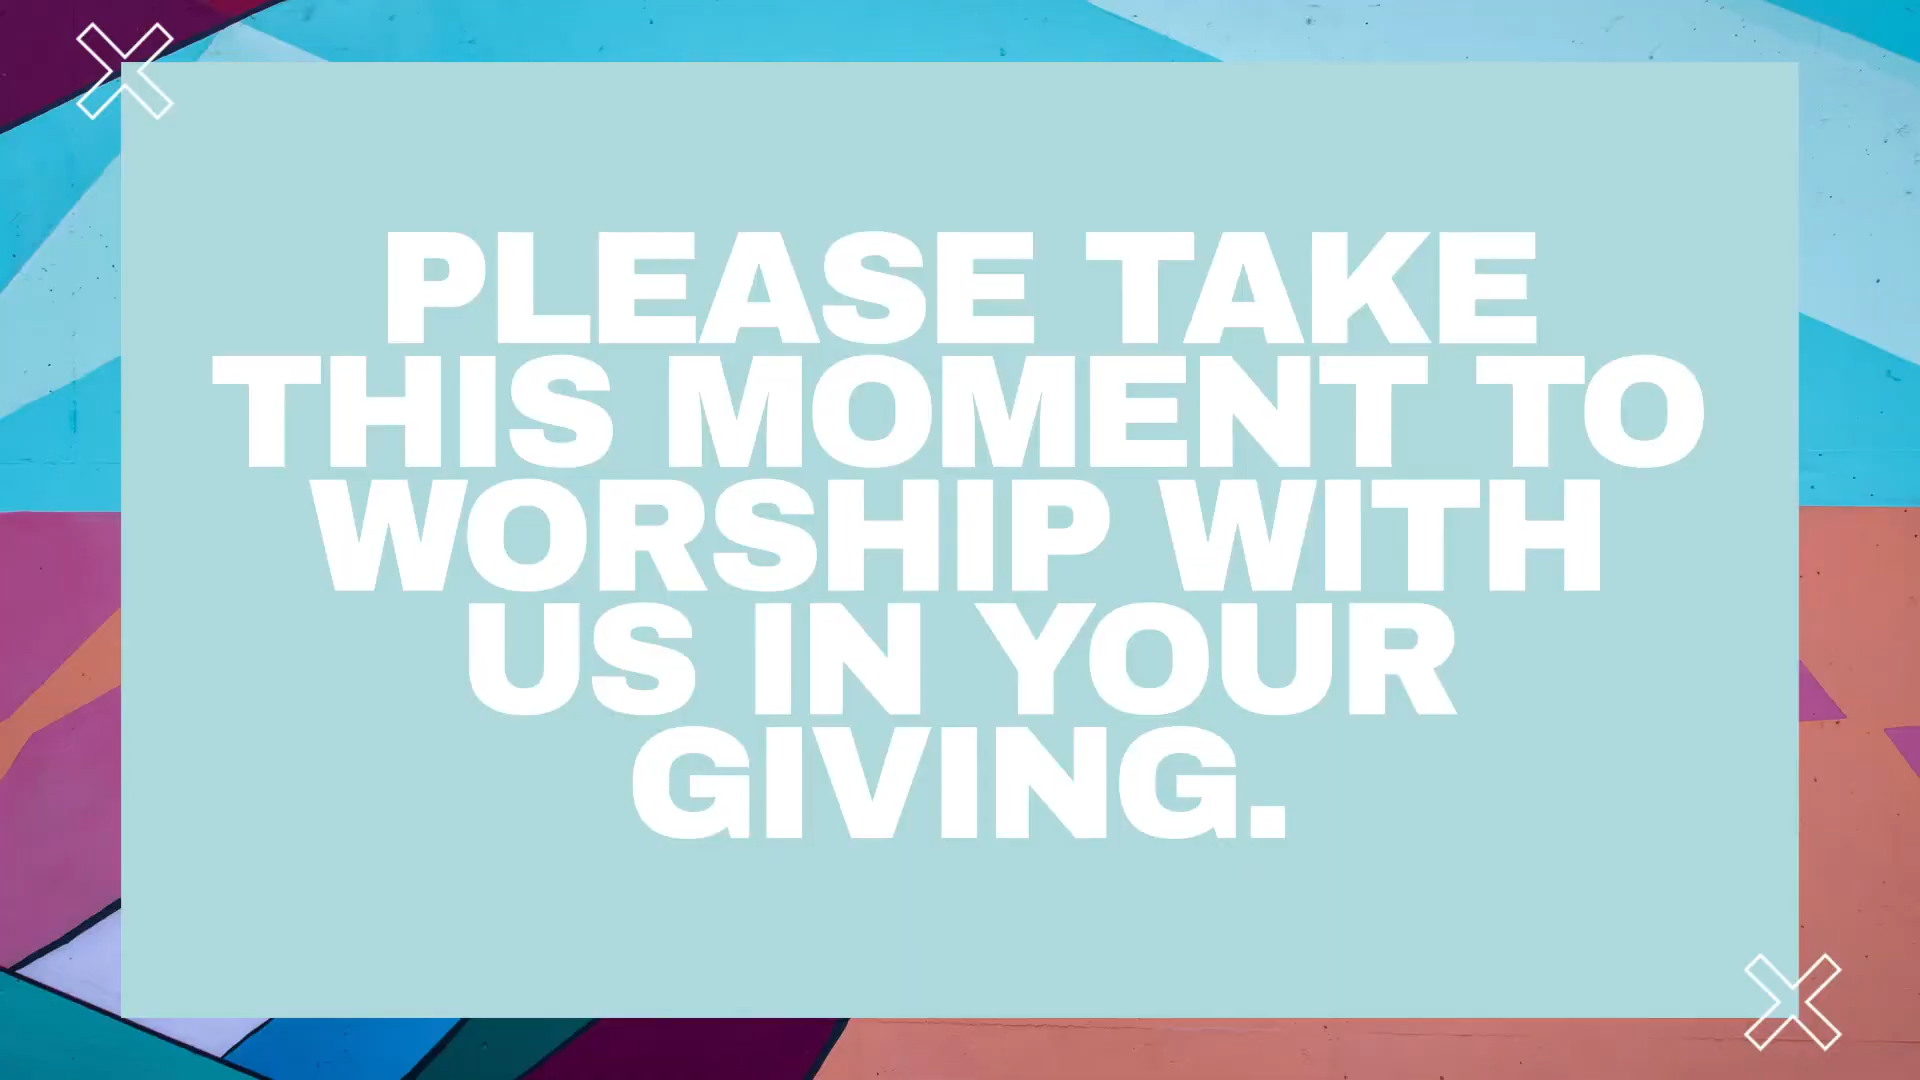 PLEASE TAKE
THIS MOMENT TO
WORSHIP WITH
US IN YOUR
GIVING.